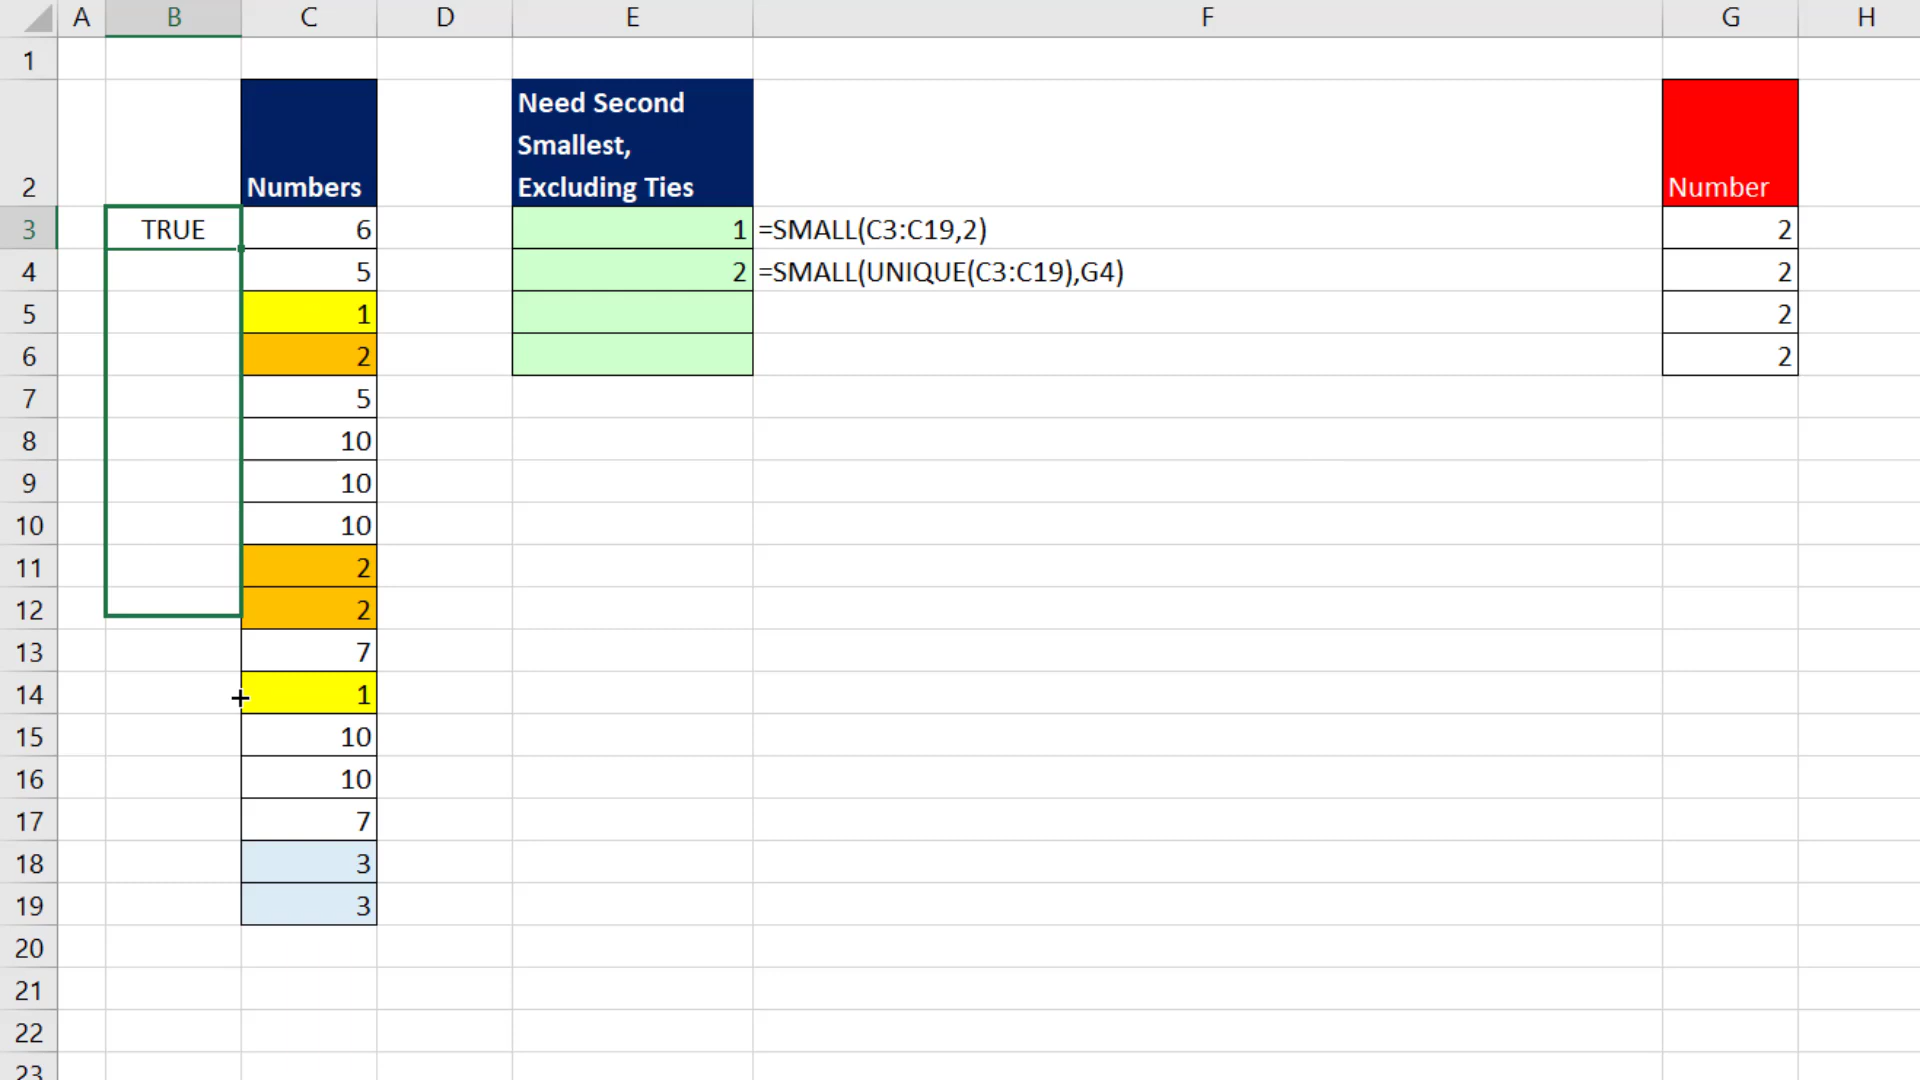 A B C D E F G H
1
Need Second
Smallest,
2 Numbers Excluding Ties Number
3 TRUE 6 1 =SMALL(C3:C19,2) 2
4 5 2 =SMALL(UNIQUE(C3:C19),G4) 2
5 1 2
6 2 2
7 5
8 10
9 10
10 10
11 2
12 2
13 7
14 1
15 10
16 10
17 7
18 3
19 3
20
21
22
23